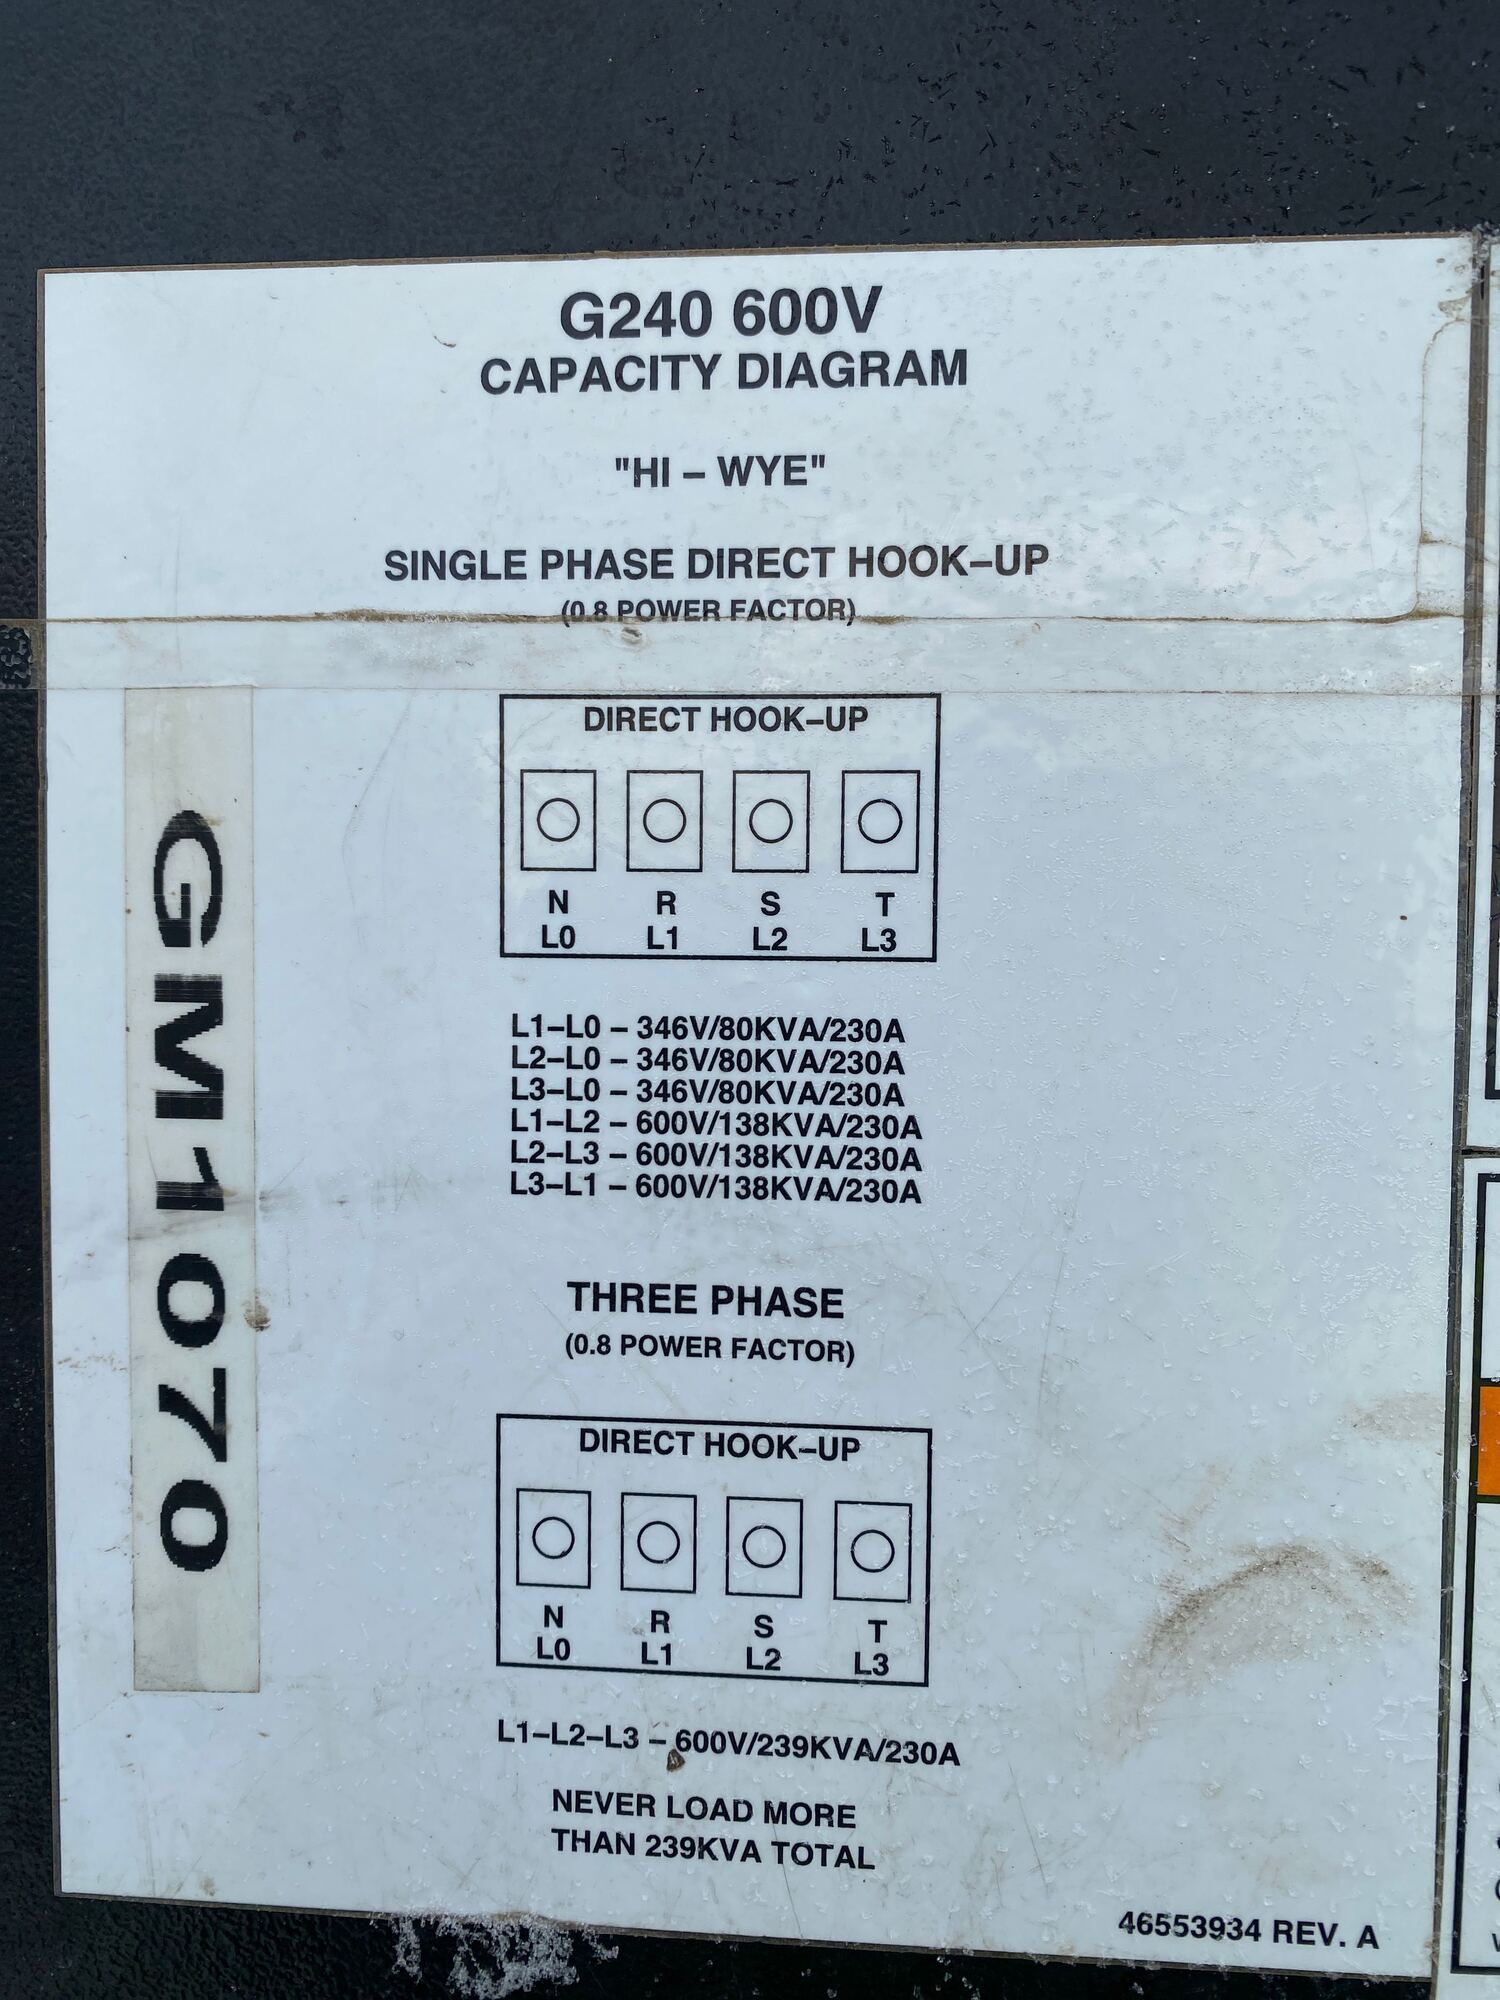 G240 600V
CAPACITY DIAGRAM
"HI – WYE"
SINGLE PHASE DIRECT HOOK–UP
(0.8 POWER FACTOR)
DIRECT HOOK–UP
N R S T
L0 L1 L2 L3
L1–L0 – 346V/80KVA/230A
L2–L0 – 346V/80KVA/230A
L3–L0 – 346V/80KVA/230A
L1–L2 – 600V/138KVA/230A
L2–L3 – 600V/138KVA/230A
L3–L1 – 600V/138KVA/230A
THREE PHASE
(0.8 POWER FACTOR)
DIRECT HOOK–UP
N R S T
L0 L1 L2 L3
L1–L2–L3 – 600V/239KVA/230A
NEVER LOAD MORE
THAN 239KVA TOTAL
46553934 REV. A
GM1070